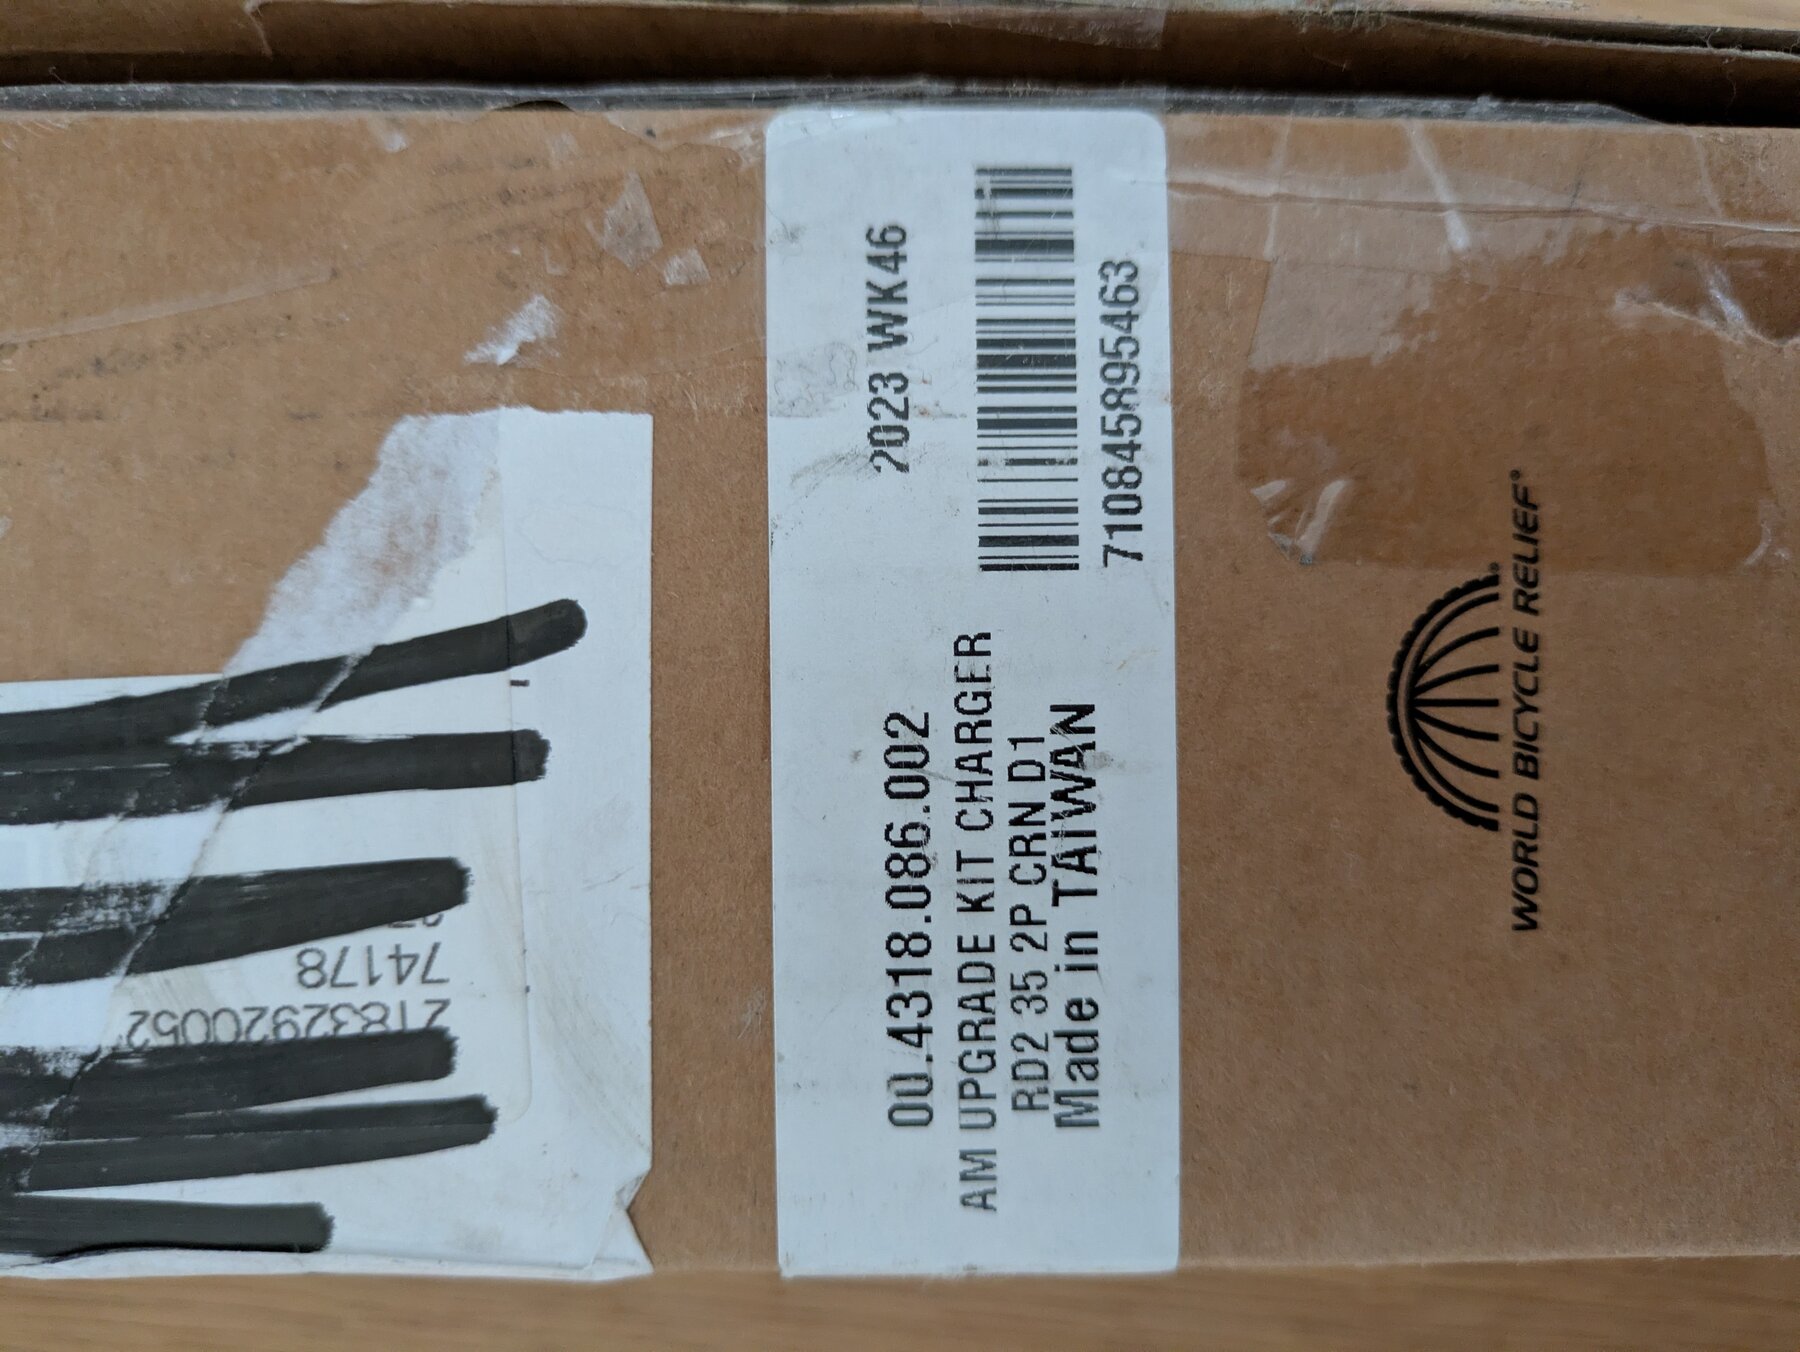 00.4318.086.002
2023 WK46
AM UPGRADE KIT CHARGER
RD2 35 2P CRN D1
Made in TAIWAN
710845895463
WORLD BICYCLE RELIEF®
74178
21832920052